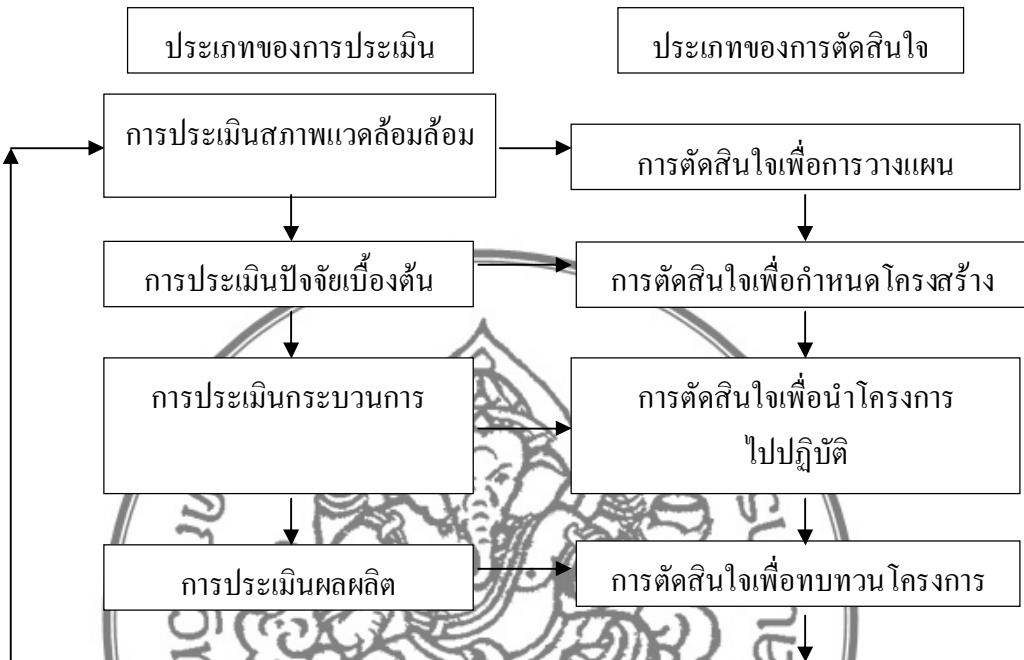 ประเภทของการประเมิน
ประเภทของการตัดสินใจ
การประเมินสภาพแวดล้อมล้อม
การตัดสินใจเพื่อการวางแผน
การประเมินปัจจัยเบื้องต้น
การตัดสินใจเพื่อกำหนดโครงสร้าง
การประเมินกระบวนการ
การตัดสินใจเพื่อนำโครงการ
ไปปฏิบัติ
การประเมินผลผลิต
การตัดสินใจเพื่อทบทวนโครงการ